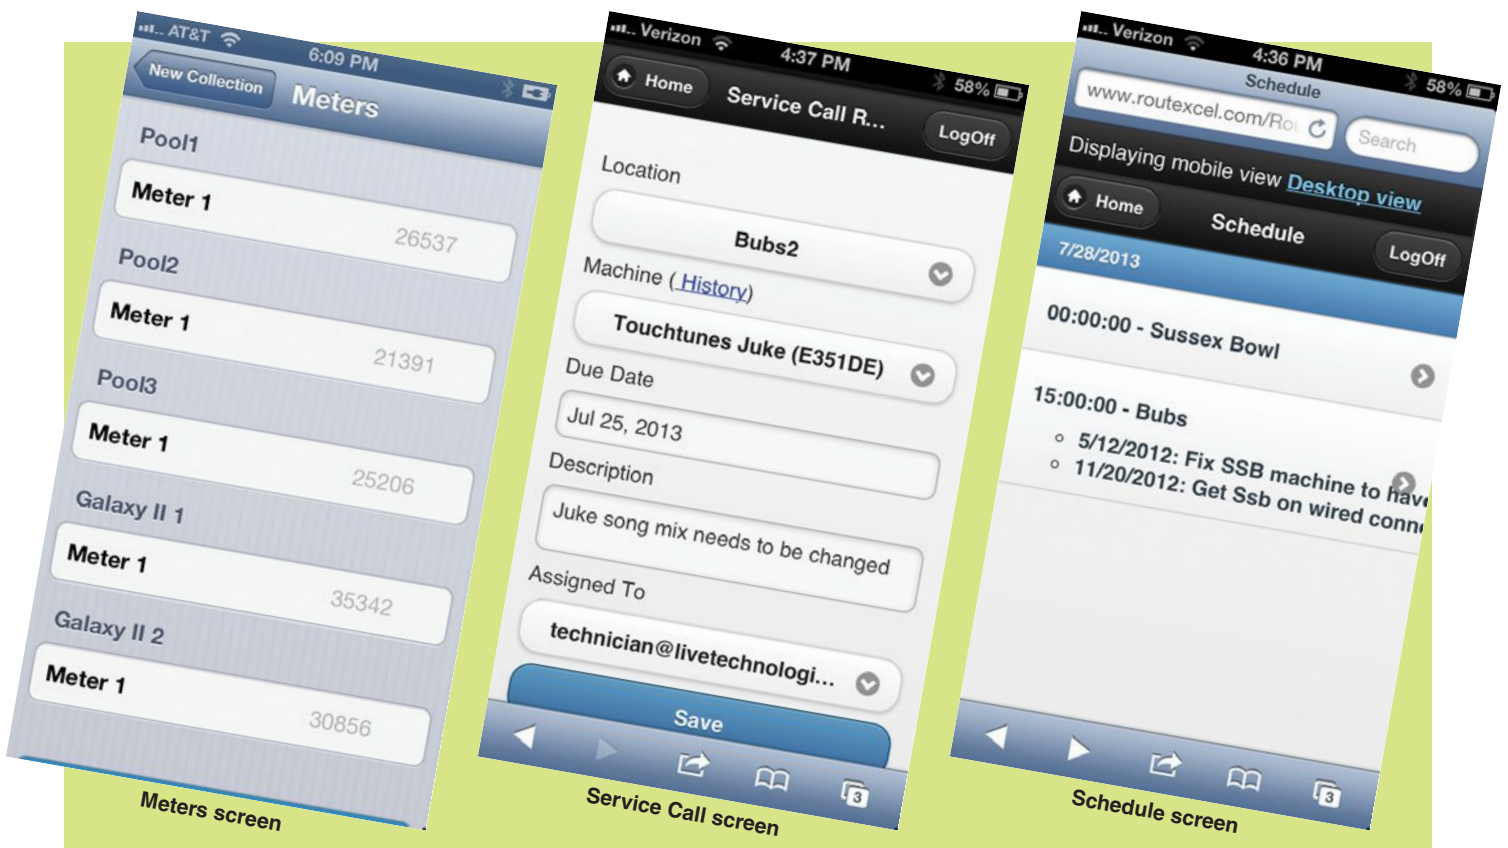 AT&T
6:09 PM
New Collection
Meters
Pool1
Meter 1
26537
Pool2
Meter 1
21391
Pool3
Meter 1
25206
Galaxy II 1
Meter 1
35342
Galaxy II 2
Meter 1
30856
Meters screen
Verizon
4:37 PM
58%
Home
Service Call R...
LogOff
Location
Bubs2
Machine ( History)
Touchtunes Juke (E351DE)
Due Date
Jul 25, 2013
Description
Juke song mix needs to be changed
Assigned To
technician@livetechnologi...
Save
3
Service Call screen
Verizon
4:36 PM
58%
Schedule
www.routexcel.com/Rou
Search
Displaying mobile view Desktop view
Home
Schedule
LogOff
7/28/2013
00:00:00 - Sussex Bowl
15:00:00 - Bubs
5/12/2012: Fix SSB machine to have
11/20/2012: Get Ssb on wired conne
3
Schedule screen